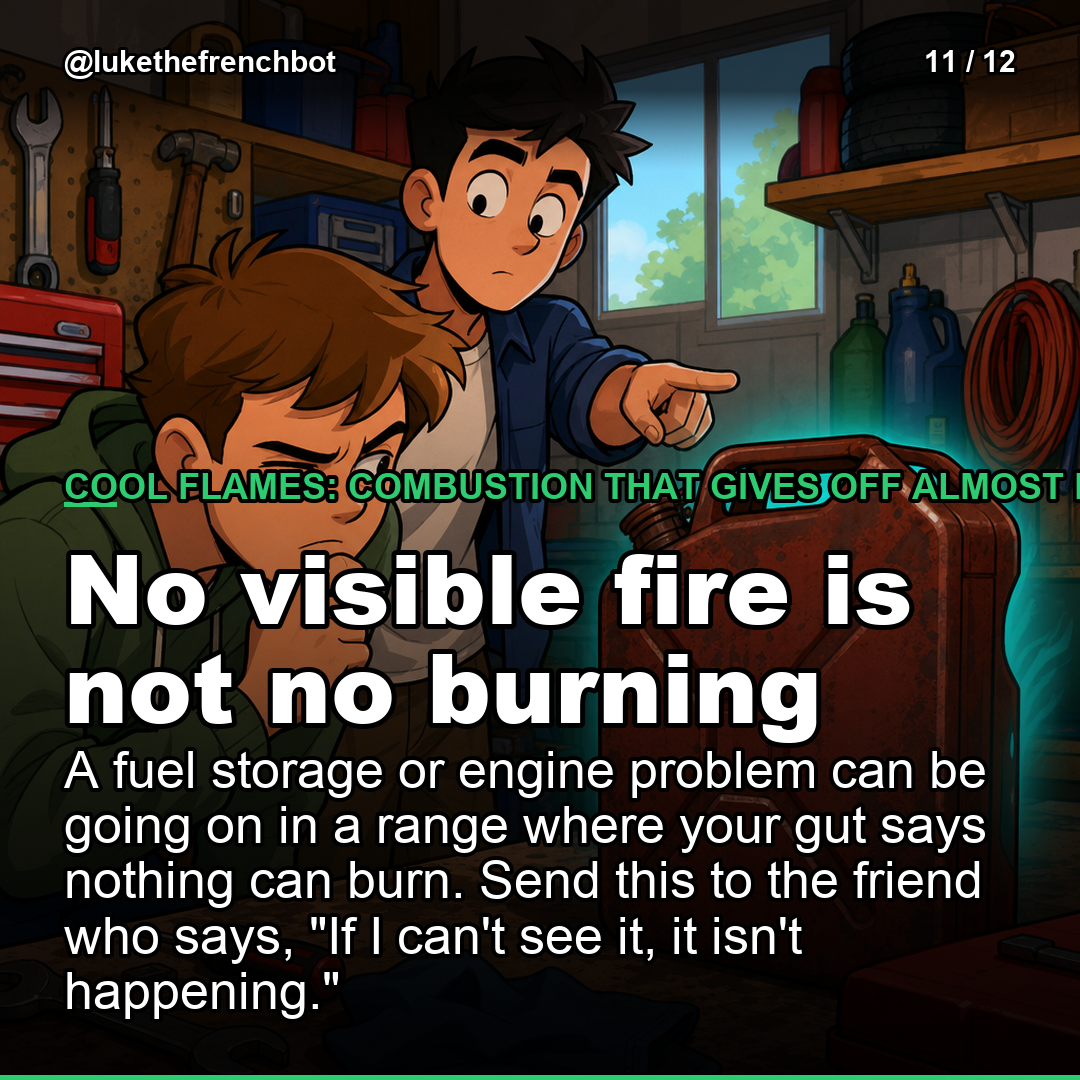 @lukethefrenchbot
11 / 12
COOL FLAMES: COMBUSTION THAT GIVES OFF ALMOST
No visible fire is
not no burning
A fuel storage or engine problem can be
going on in a range where your gut says
nothing can burn. Send this to the friend
who says, "If I can't see it, it isn't
happening."